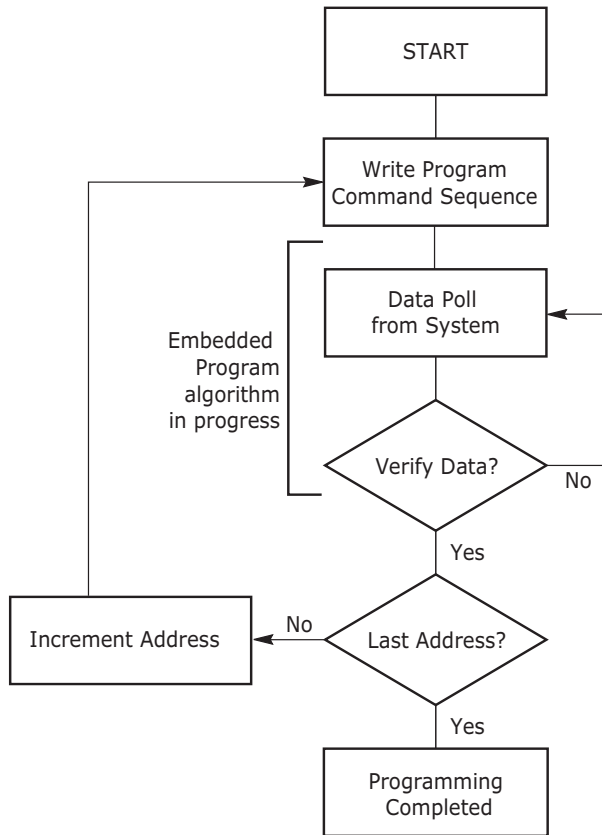 START
Write Program
Command Sequence
Data Poll
from System
Embedded
Program
algorithm
in progress
Verify Data?
No
Yes
No
Increment Address
Last Address?
Yes
Programming
Completed